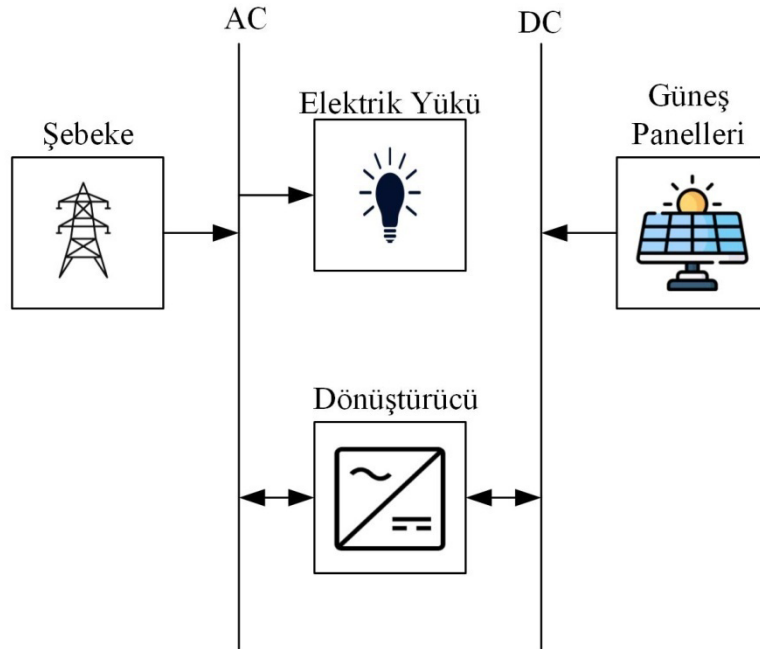 AC
DC
Elektrik Yükü
Güneş
Panelleri
Şebeke
Dönüştürücü